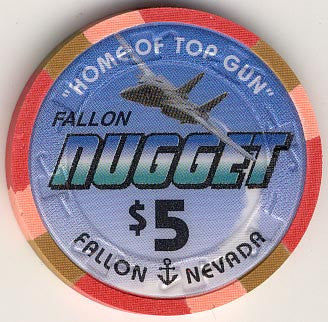 "HOME OF TOP GUN"
FALLON
NUGGET
$5
FALLON ⚓ NEVADA